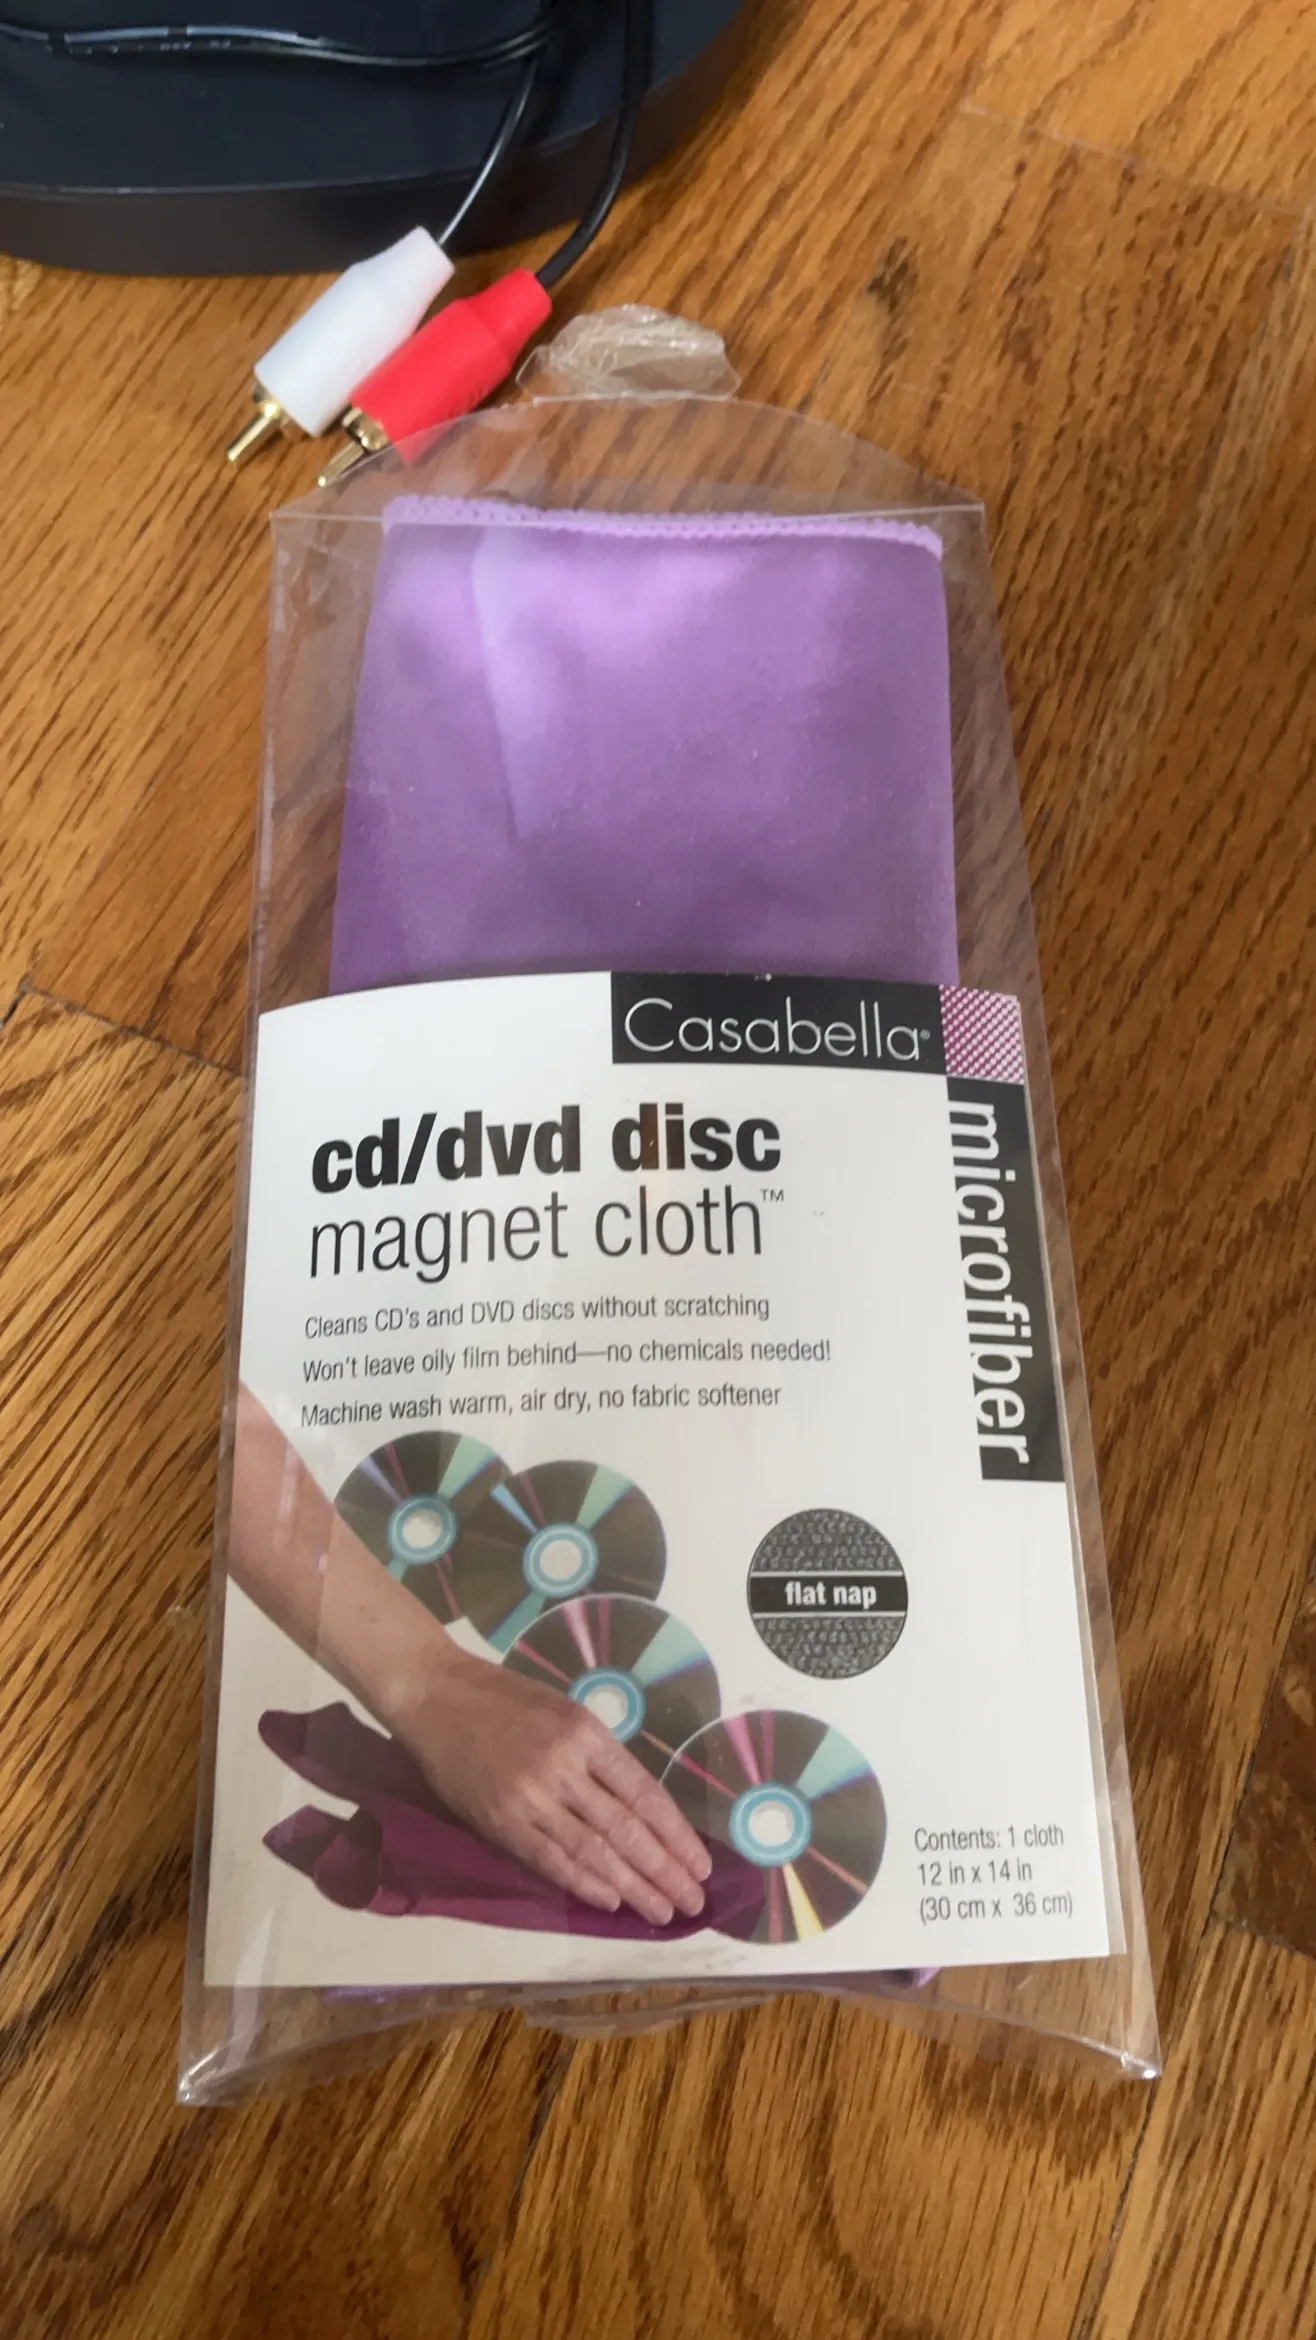 Casabella®
microfiber
cd/dvd disc
magnet cloth™
Cleans CD's and DVD discs without scratching
Won't leave oily film behind—no chemicals needed!
Machine wash warm, air dry, no fabric softener
flat nap
Contents: 1 cloth
12 in x 14 in
(30 cm x 36 cm)